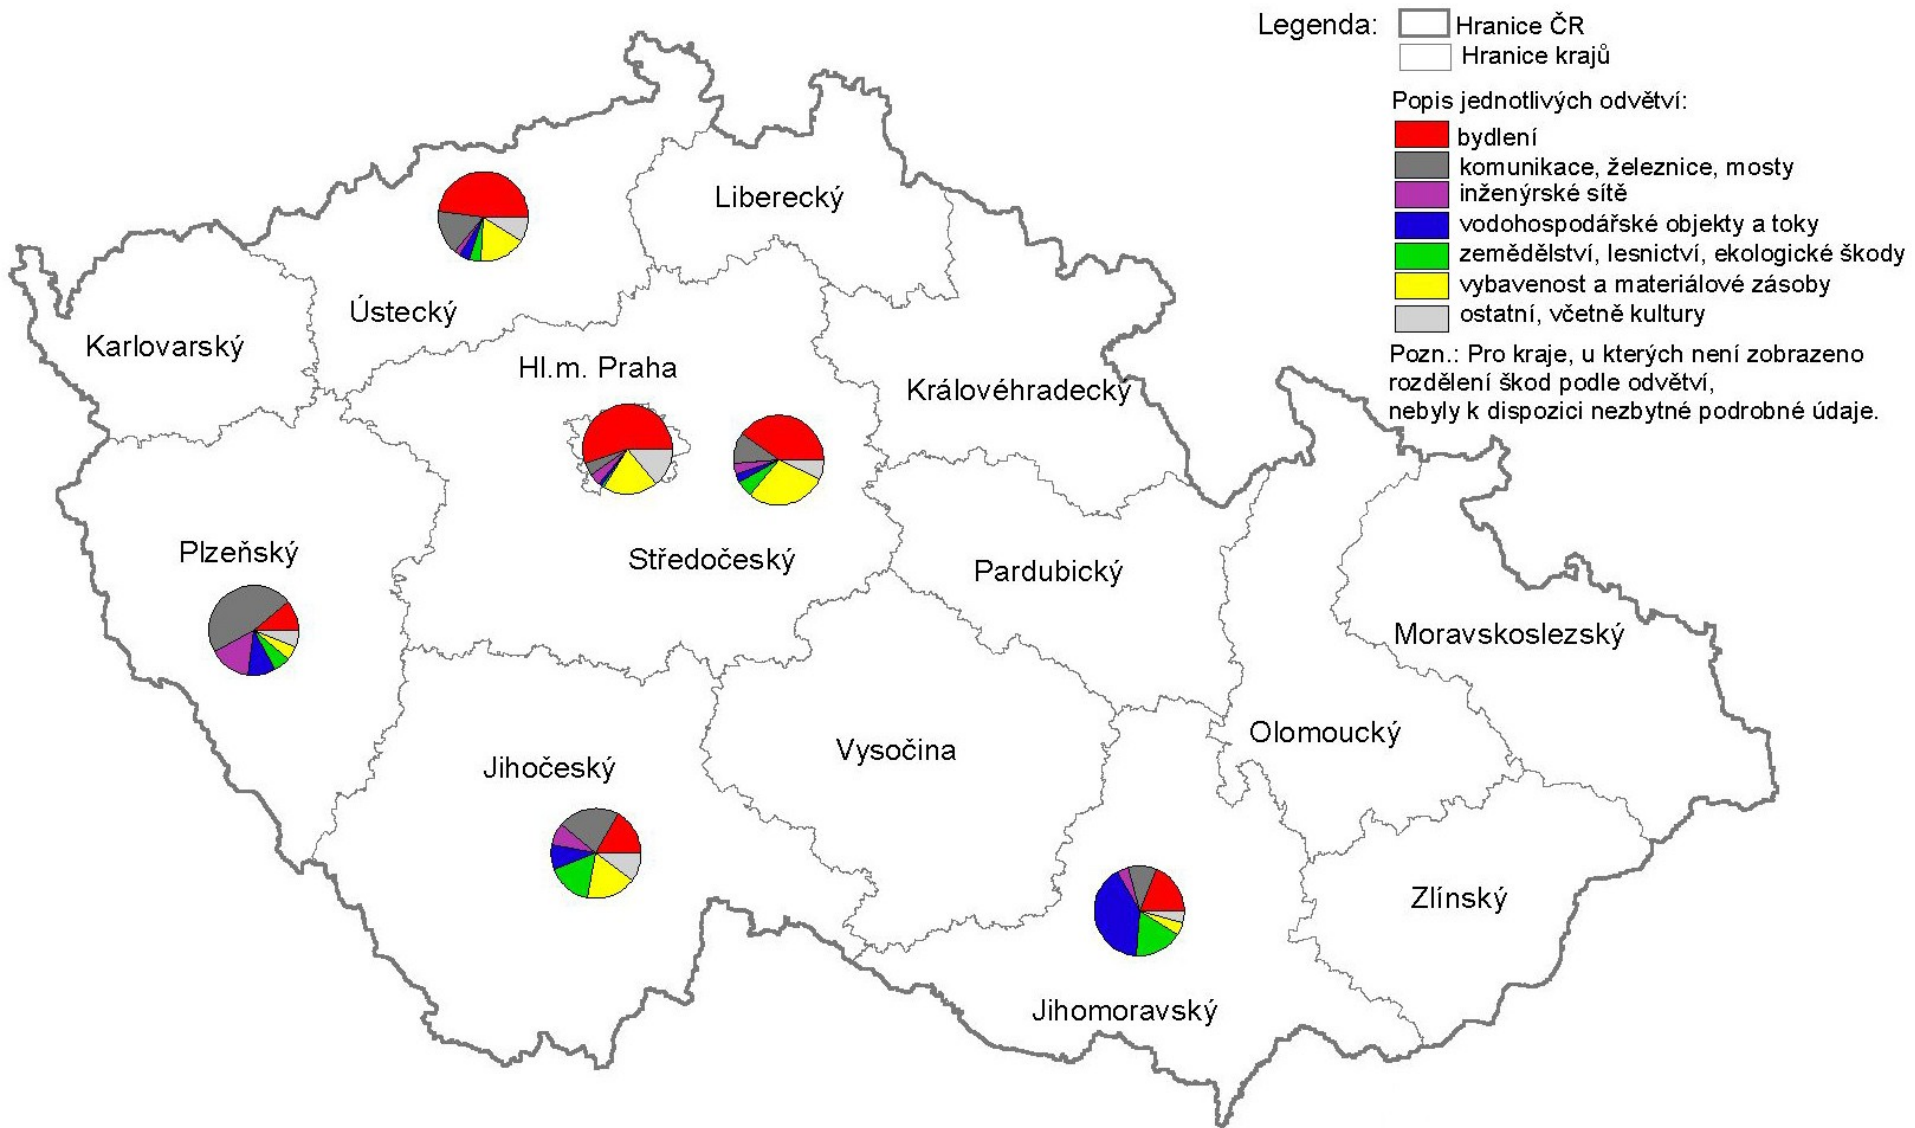 Legenda:
Hranice ČR
Hranice krajů
Popis jednotlivých odvětví:
bydlení
komunikace, železnice, mosty
inženýrské sítě
vodohospodářské objekty a toky
zemědělství, lesnictví, ekologické škody
vybavenost a materiálové zásoby
ostatní, včetně kultury
Pozn.: Pro kraje, u kterých není zobrazeno
rozdělení škod podle odvětví,
nebyly k dispozici nezbytné podrobné údaje.
Liberecký
Ústecký
Karlovarský
Hl.m. Praha
Královéhradecký
Plzeňský
Středočeský
Pardubický
Moravskoslezský
Olomoucký
Vysočina
Jihočeský
Zlínský
Jihomoravský